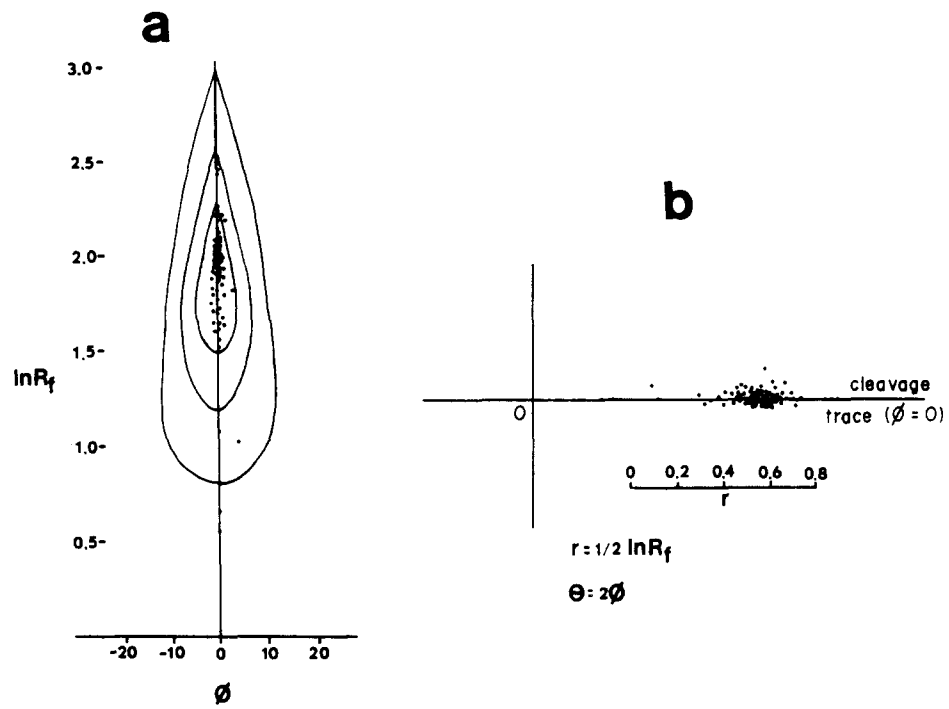 a
3.0-
2.5-
2.0-
1.5-
lnRf
1.0-
0.5-
-20 -10 0 10 20
Ø
b
cleavage
0
trace (Ø = 0)
0 0.2 0.4 0.6 0.8
r
r = 1/2 lnRf
Θ = 2Ø